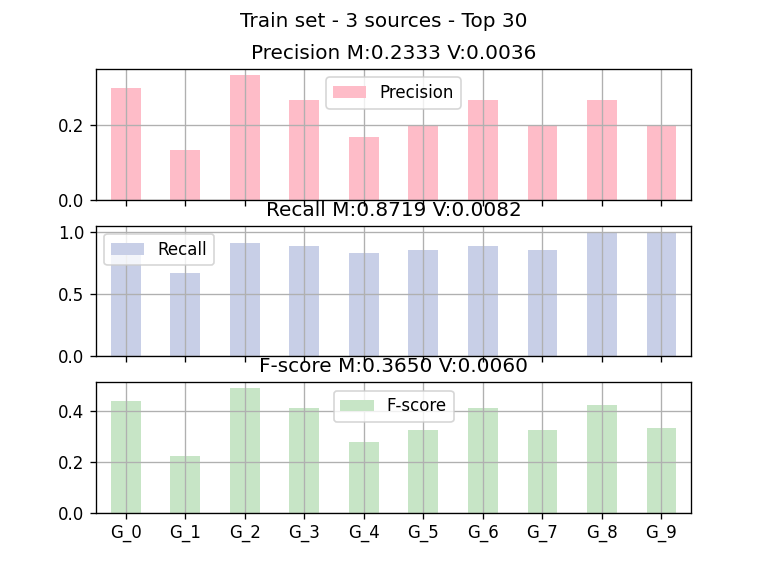 Train set - 3 sources - Top 30
Precision M:0.2333 V:0.0036
Precision
0.2
0.0
Recall M:0.8719 V:0.0082
1.0
Recall
0.5
0.0
F-score M:0.3650 V:0.0060
F-score
0.4
0.2
0.0
G_0 G_1 G_2 G_3 G_4 G_5 G_6 G_7 G_8 G_9